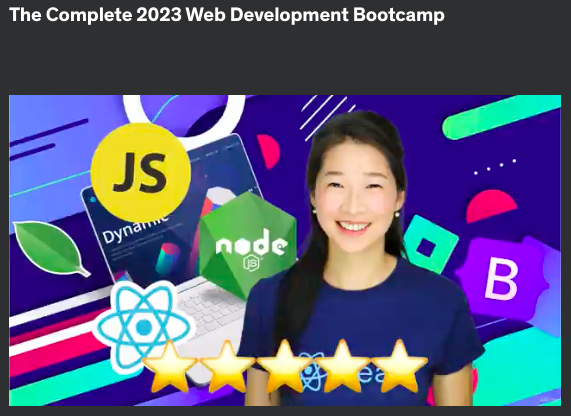 The Complete 2023 Web Development Bootcamp
JS
Dynamic
node
JS
B